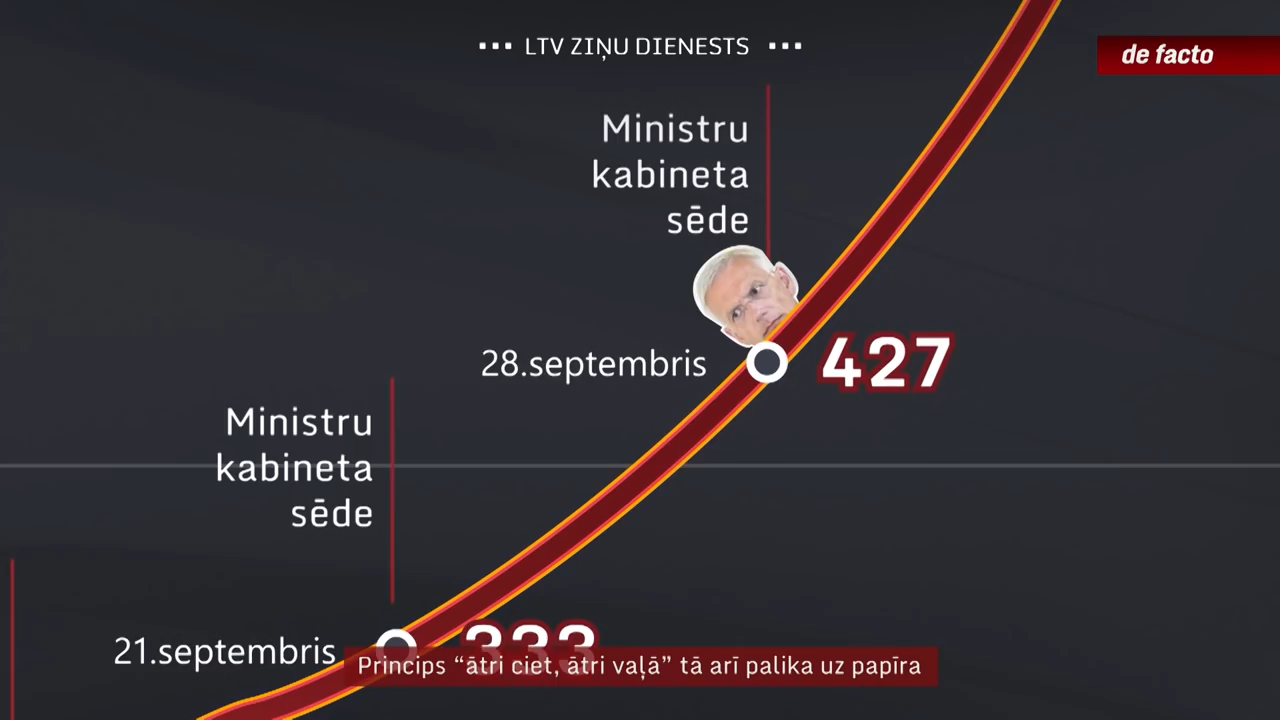 ••• LTV ZIŅU DIENESTS •••
de facto
Ministru
kabineta
sēde
28.septembris
427
Ministru
kabineta
sēde
21.septembris
333
Princips “ātri ciet, ātri vaļā” tā arī palika uz papīra